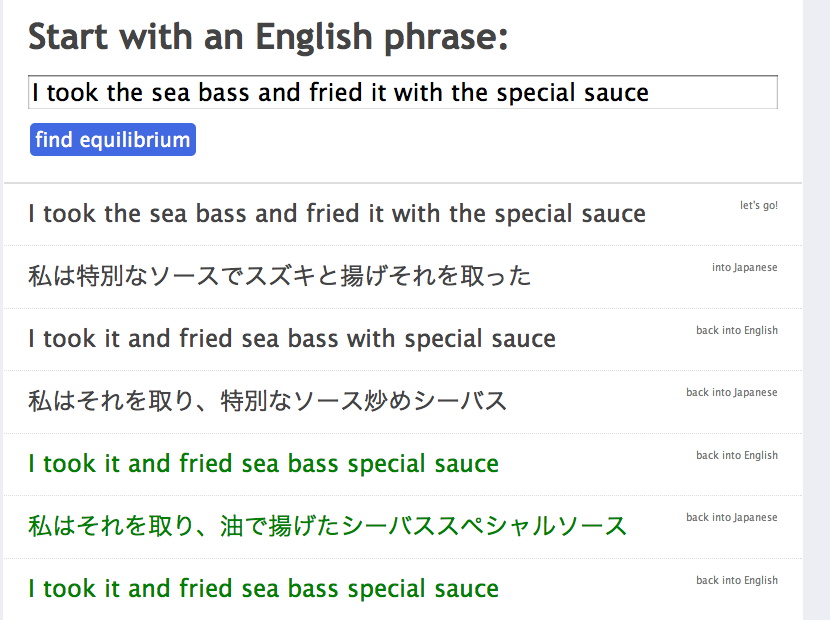 Start with an English phrase:
I took the sea bass and fried it with the special sauce
find equilibrium
I took the sea bass and fried it with the special sauce
let's go!
私は特別なソースでスズキと揚げそれを取った
into Japanese
I took it and fried sea bass with special sauce
back into English
私はそれを取り、特別なソース炒めシーバス
back into Japanese
I took it and fried sea bass special sauce
back into English
私はそれを取り、油で揚げたシーバススペシャルソース
back into Japanese
I took it and fried sea bass special sauce
back into English